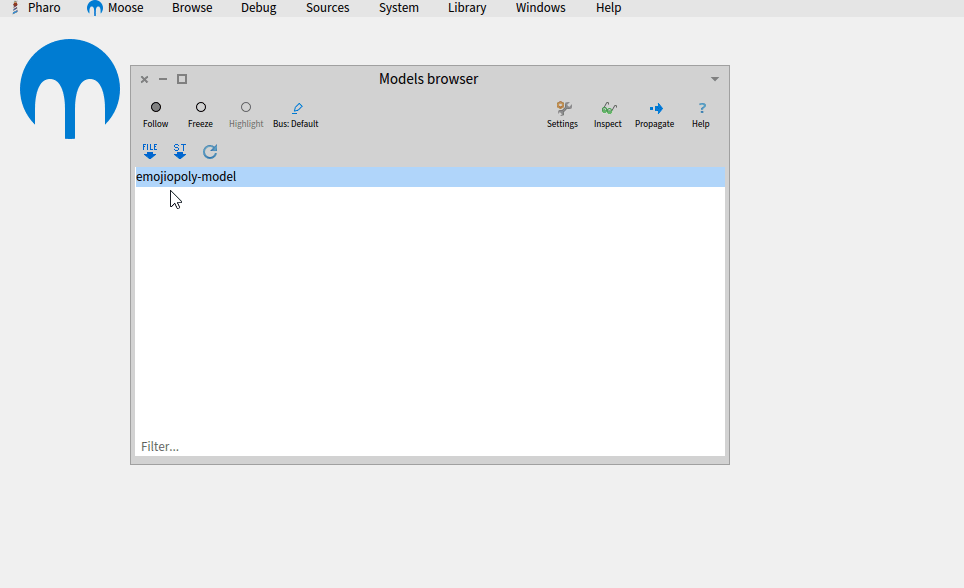 Pharo Moose Browse Debug Sources System Library Windows Help
Models browser
Follow Freeze Highlight Bus: Default Settings Inspect Propagate Help
FILE ST
emojiopoly-model
Filter...